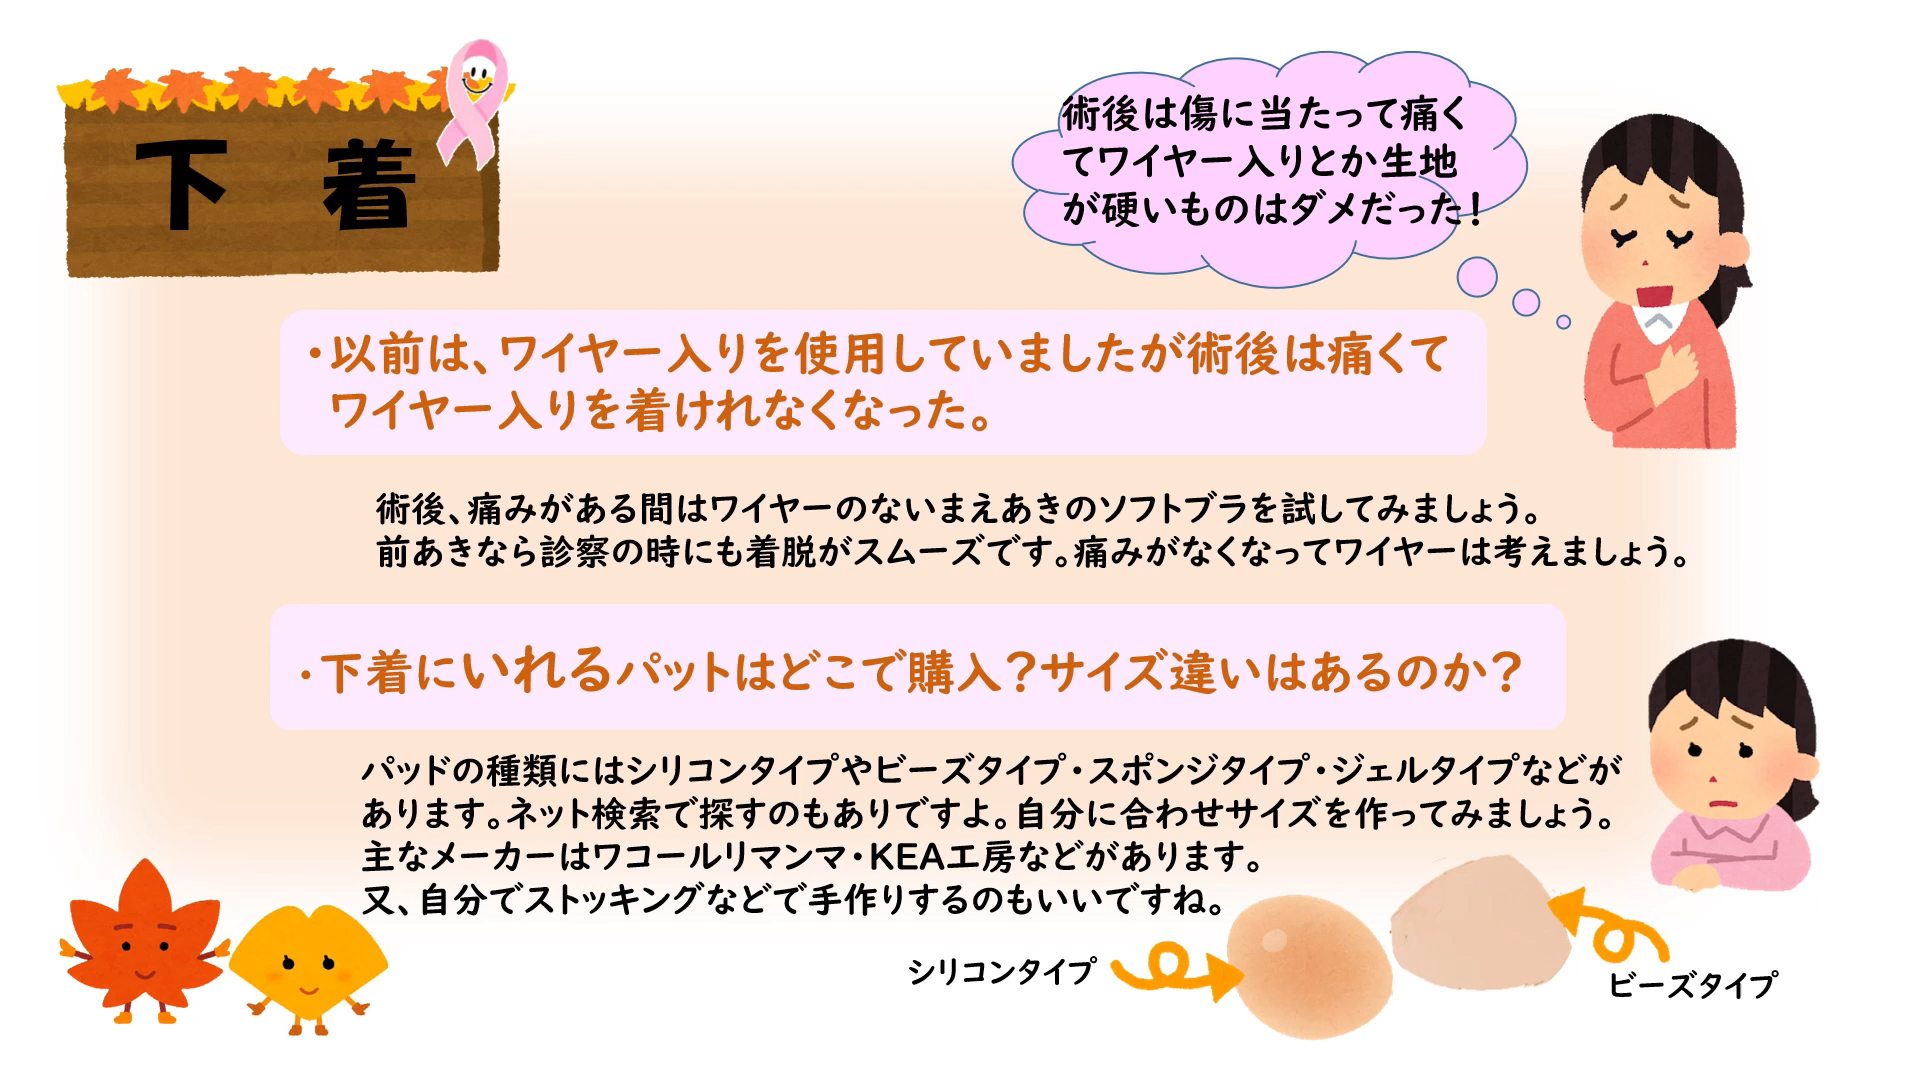 下 着
術後は傷に当たって痛く
てワイヤー入りとか生地
が硬いものはダメだった！
・以前は、ワイヤー入りを使用していましたが術後は痛くて
ワイヤー入りを着けれなくなった。
術後、痛みがある間はワイヤーのないまえあきのソフトブラを試してみましょう。
前あきなら診察の時にも着脱がスムーズです。痛みがなくなってワイヤーは考えましょう。
・下着にいれるパットはどこで購入？サイズ違いはあるのか？
パッドの種類にはシリコンタイプやビーズタイプ・スポンジタイプ・ジェルタイプなどが
あります。ネット検索で探すのもありですよ。自分に合わせサイズを作ってみましょう。
主なメーカーはワコールリマンマ・KEA工房などがあります。
又、自分でストッキングなどで手作りするのもいいですね。
シリコンタイプ
ビーズタイプ